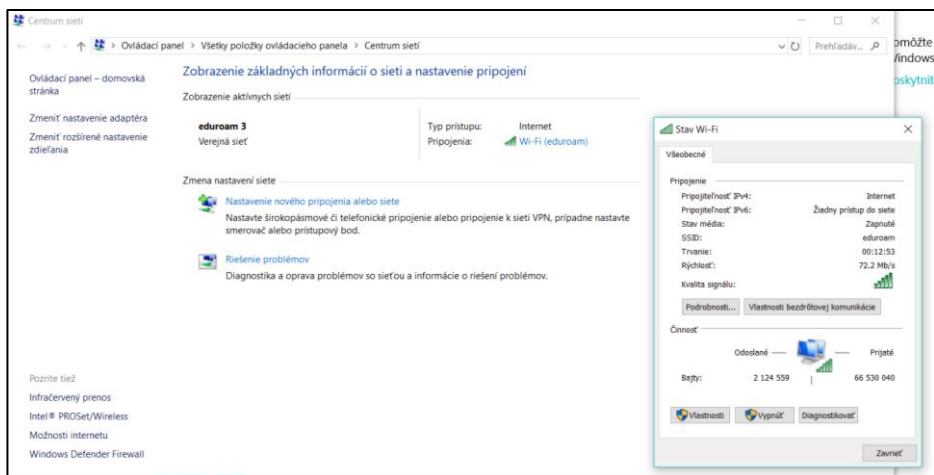 Centrum sietí
Ovládací panel > Všetky položky ovládacieho panela > Centrum sietí
Prehľadáv...
Ovládací panel – domovská
stránka
Zmeniť nastavenie adaptéra
Zmeniť rozšírené nastavenie
zdieľania
Zobrazenie základných informácií o sieti a nastavenie pripojení
Zobrazenie aktívnych sietí
eduroam 3
Verejná sieť
Typ prístupu: Internet
Pripojenia: Wi-Fi (eduroam)
Zmena nastavení siete
Nastavenie nového pripojenia alebo siete
Nastavte širokopásmové či telefonické pripojenie alebo pripojenie k sieti VPN, prípadne nastavte
smerovač alebo prístupový bod.
Riešenie problémov
Diagnostika a oprava problémov so sieťou a informácie o riešení problémov.
Pozrite tiež
Infračervený prenos
Intel® PROSet/Wireless
Možnosti internetu
Windows Defender Firewall
omôžte
indows
oskytnit
Stav Wi-Fi
Všeobecné
Pripojenie
Pripojiteľnosť IPv4: Internet
Pripojiteľnosť IPv6: Žiadny prístup do siete
Stav média: Zapnuté
SSID: eduroam
Trvanie: 00:12:53
Rýchlosť: 72.2 Mb/s
Kvalita signálu:
Podrobnosti... Vlastnosti bezdrôtovej komunikácie
Činnosť
Odoslané — — Prijaté
Bajty: 2 124 559 | 66 530 040
Vlastnosti Vypnúť Diagnostikovať
Zavrieť